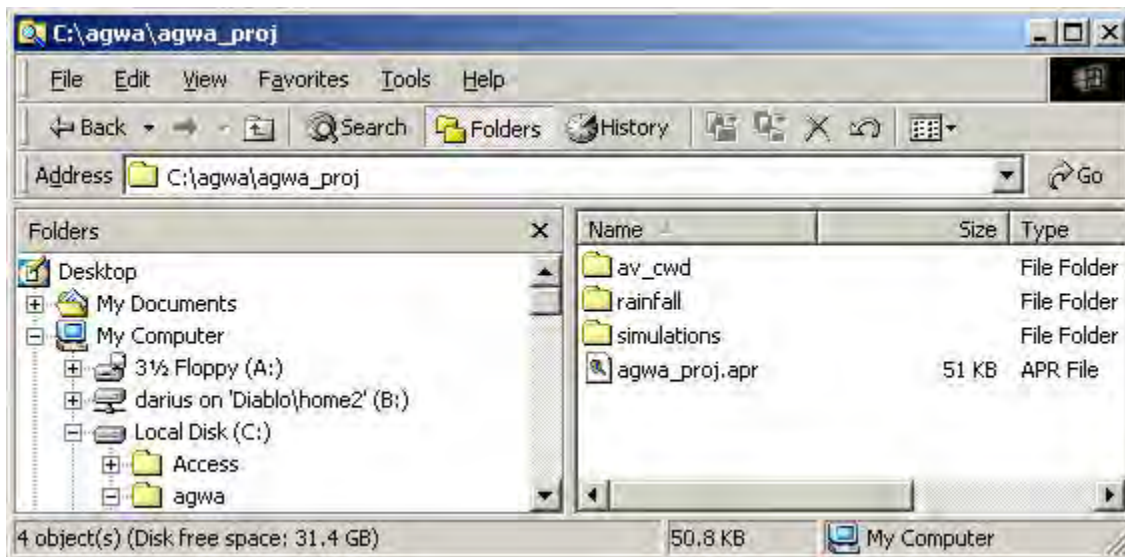 C:\agwa\agwa_proj
File Edit View Favorites Tools Help
Back Search Folders History
Address C:\agwa\agwa_proj Go
Folders
Desktop
My Documents
My Computer
3½ Floppy (A:)
darius on 'Diablo\home2' (B:)
Local Disk (C:)
Access
agwa
Name Size Type
av_cwd File Folder
rainfall File Folder
simulations File Folder
agwa_proj.apr 51 KB APR File
4 object(s) (Disk free space: 31.4 GB) 50.8 KB My Computer